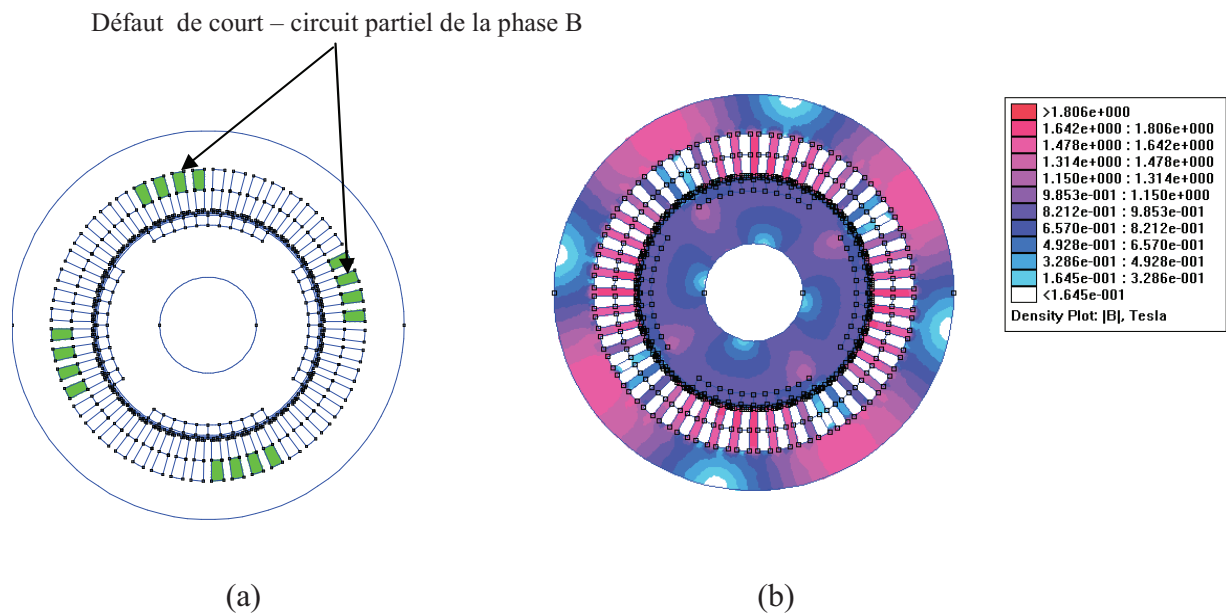 Défaut de court – circuit partiel de la phase B
>1.806e+000
1.642e+000 : 1.806e+000
1.478e+000 : 1.642e+000
1.314e+000 : 1.478e+000
1.150e+000 : 1.314e+000
9.853e-001 : 1.150e+000
8.212e-001 : 9.853e-001
6.570e-001 : 8.212e-001
4.928e-001 : 6.570e-001
3.286e-001 : 4.928e-001
1.645e-001 : 3.286e-001
<1.645e-001
Density Plot: |B|, Tesla
(a)
(b)